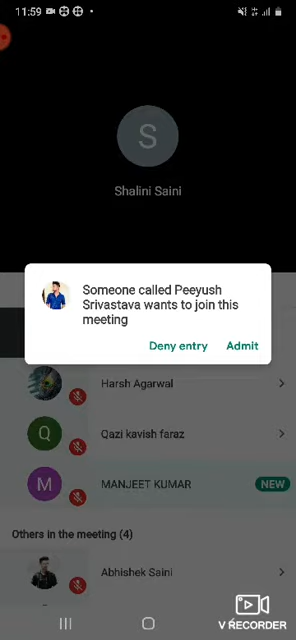 11:59
S
Shalini Saini
Someone called Peeyush
Srivastava wants to join this
meeting
Deny entry
Admit
Harsh Agarwal
Q
Qazi kavish faraz
M
MANJEET KUMAR
NEW
Others in the meeting (4)
Abhishek Saini
V RECORDER